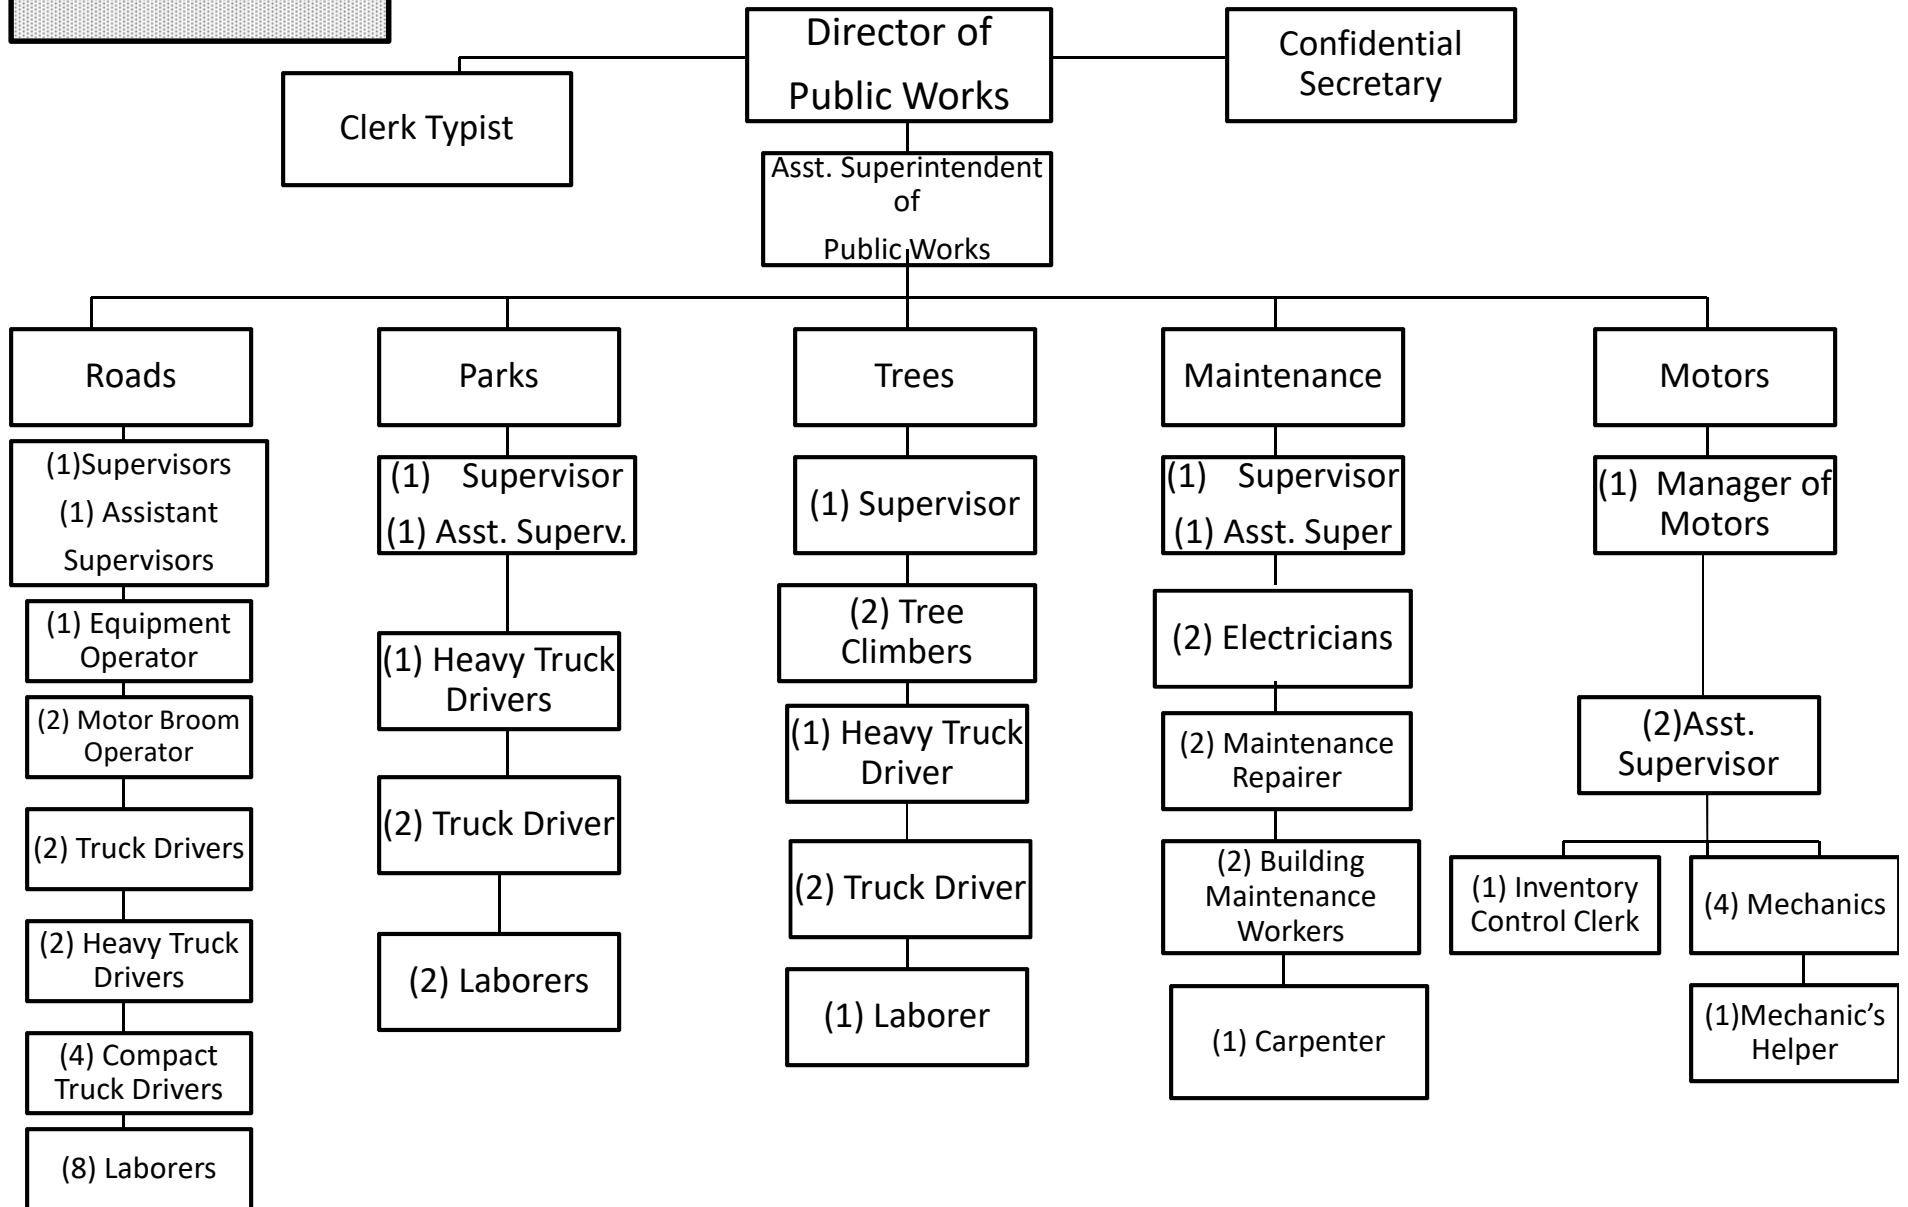 Director of
Public Works
Confidential
Secretary
Clerk Typist
Asst. Superintendent
of
Public Works
Roads
Parks
Trees
Maintenance
Motors
(1)Supervisors
(1) Assistant
Supervisors
(1) Equipment
Operator
(2) Motor Broom
Operator
(2) Truck Drivers
(2) Heavy Truck
Drivers
(4) Compact
Truck Drivers
(8) Laborers
(1) Supervisor
(1) Asst. Superv.
(1) Heavy Truck
Drivers
(2) Truck Driver
(2) Laborers
(1) Supervisor
(2) Tree
Climbers
(1) Heavy Truck
Driver
(2) Truck Driver
(1) Laborer
(1) Supervisor
(1) Asst. Super
(2) Electricians
(2) Maintenance
Repairer
(2) Building
Maintenance
Workers
(1) Carpenter
(1) Manager of
Motors
(2)Asst.
Supervisor
(1) Inventory
Control Clerk
(4) Mechanics
(1)Mechanic’s
Helper